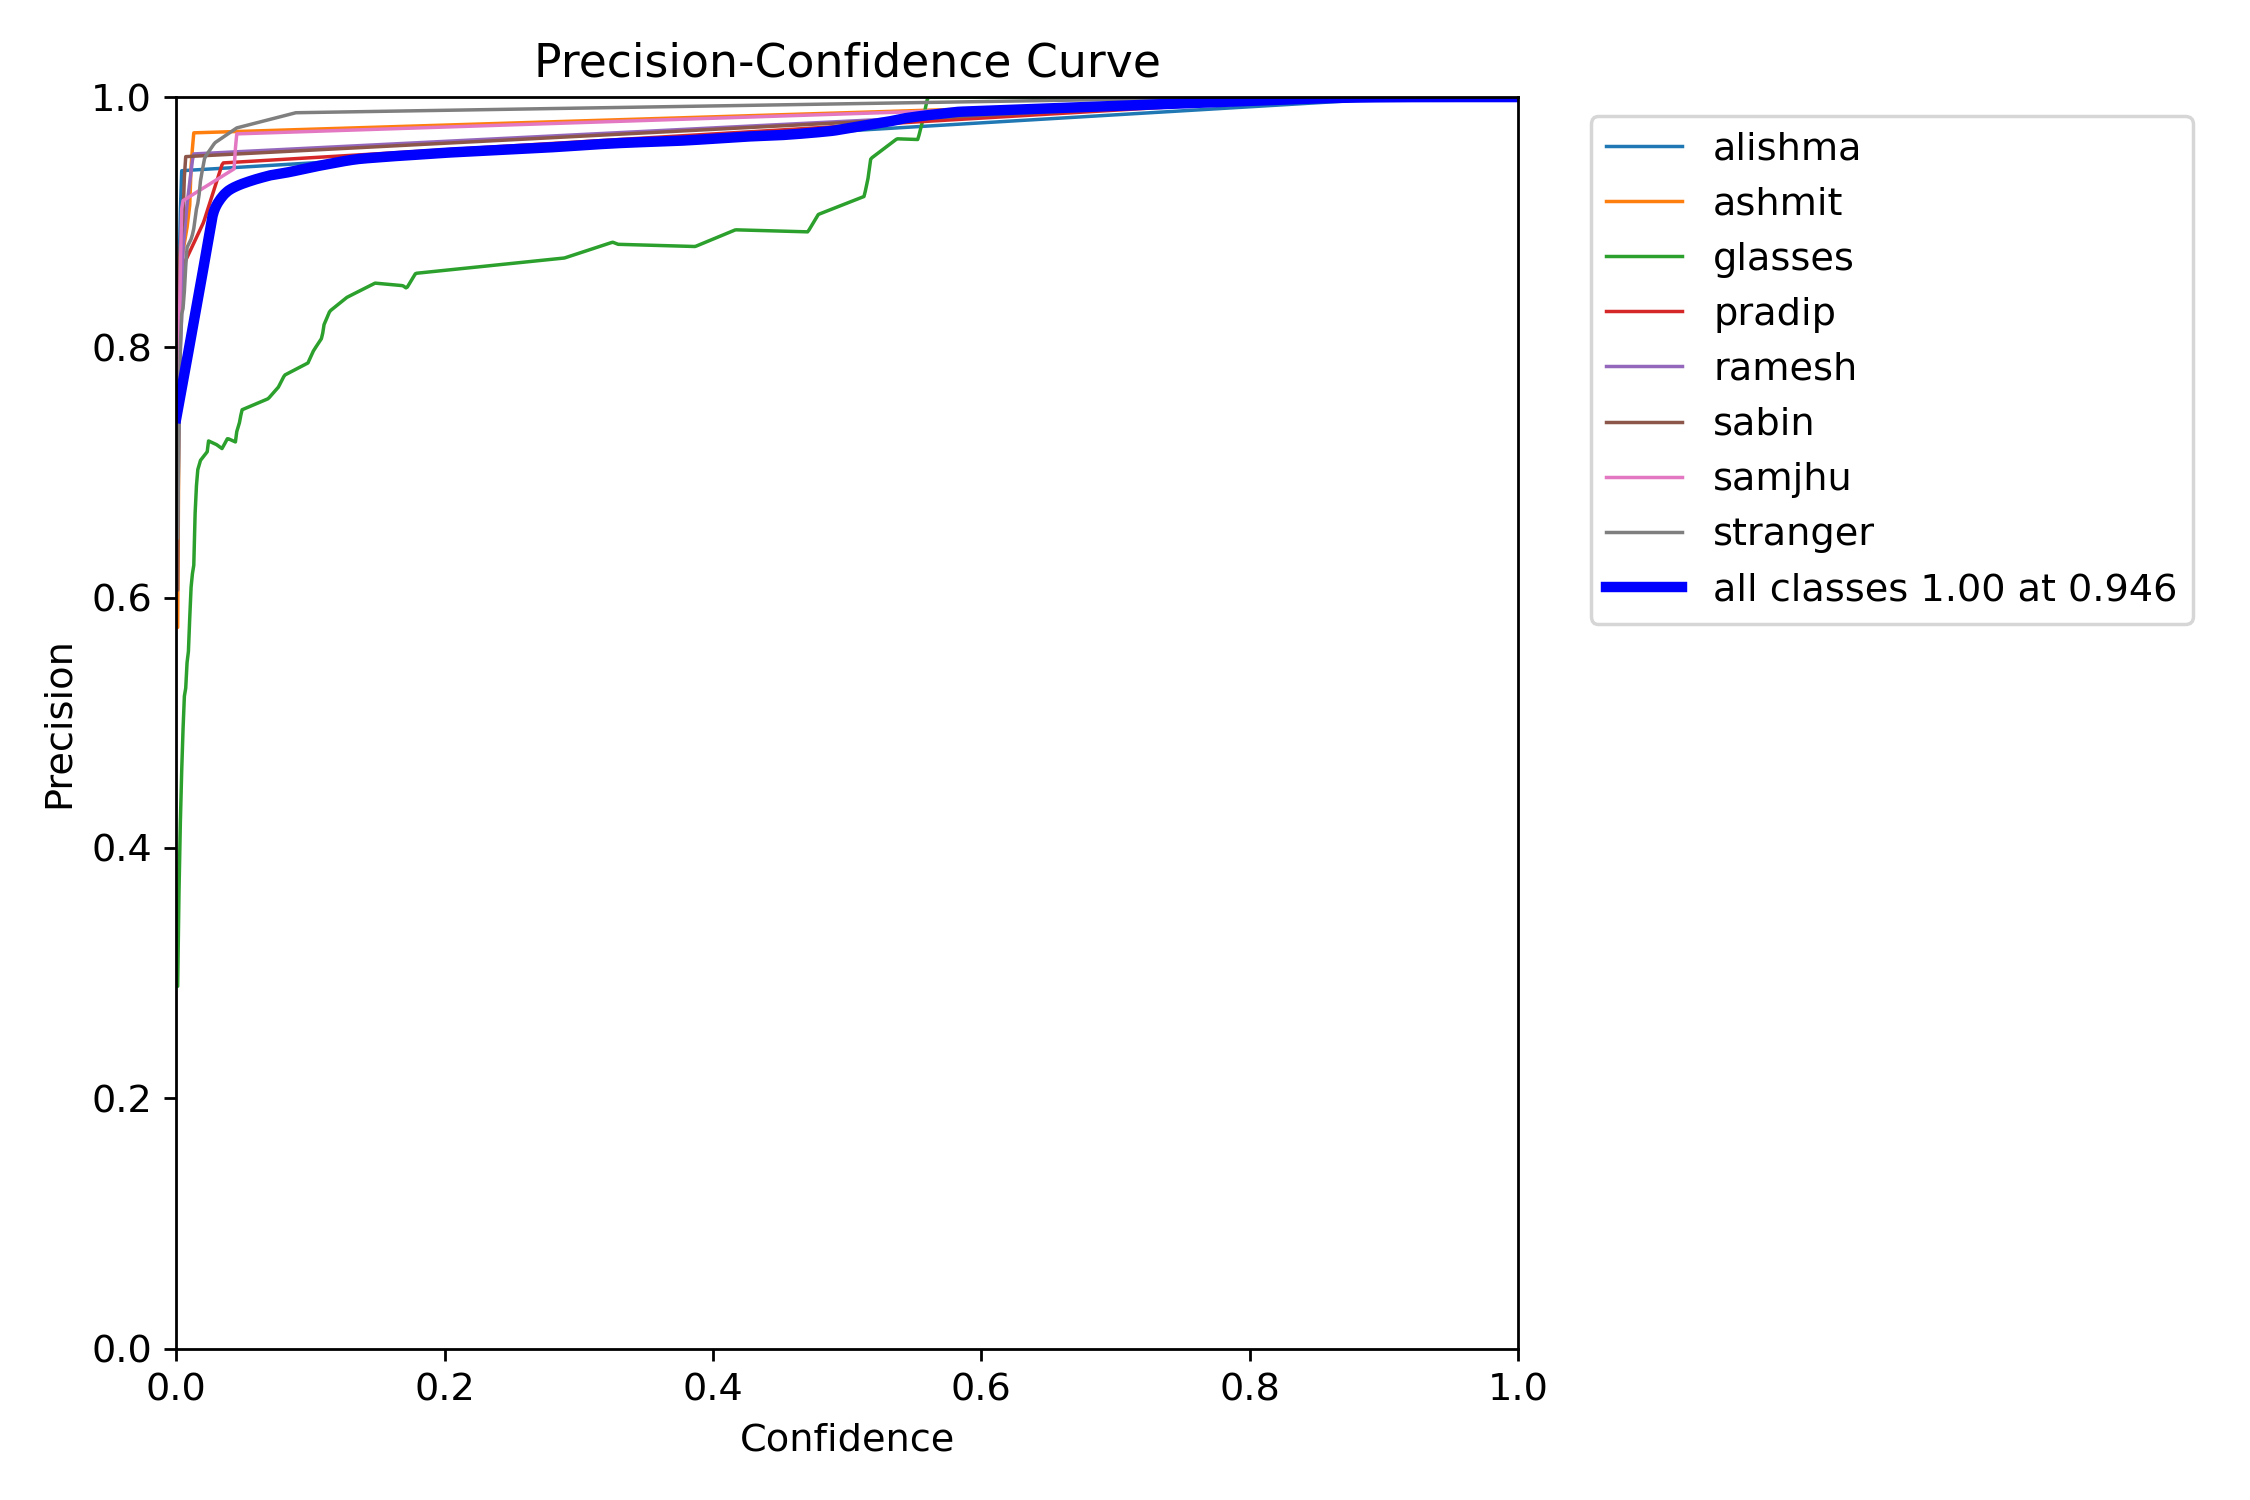 Precision-Confidence Curve
1.0
0.8
0.6
0.4
0.2
0.0
Precision
0.0 0.2 0.4 0.6 0.8 1.0
Confidence
alishma
ashmit
glasses
pradip
ramesh
sabin
samjhu
stranger
all classes 1.00 at 0.946